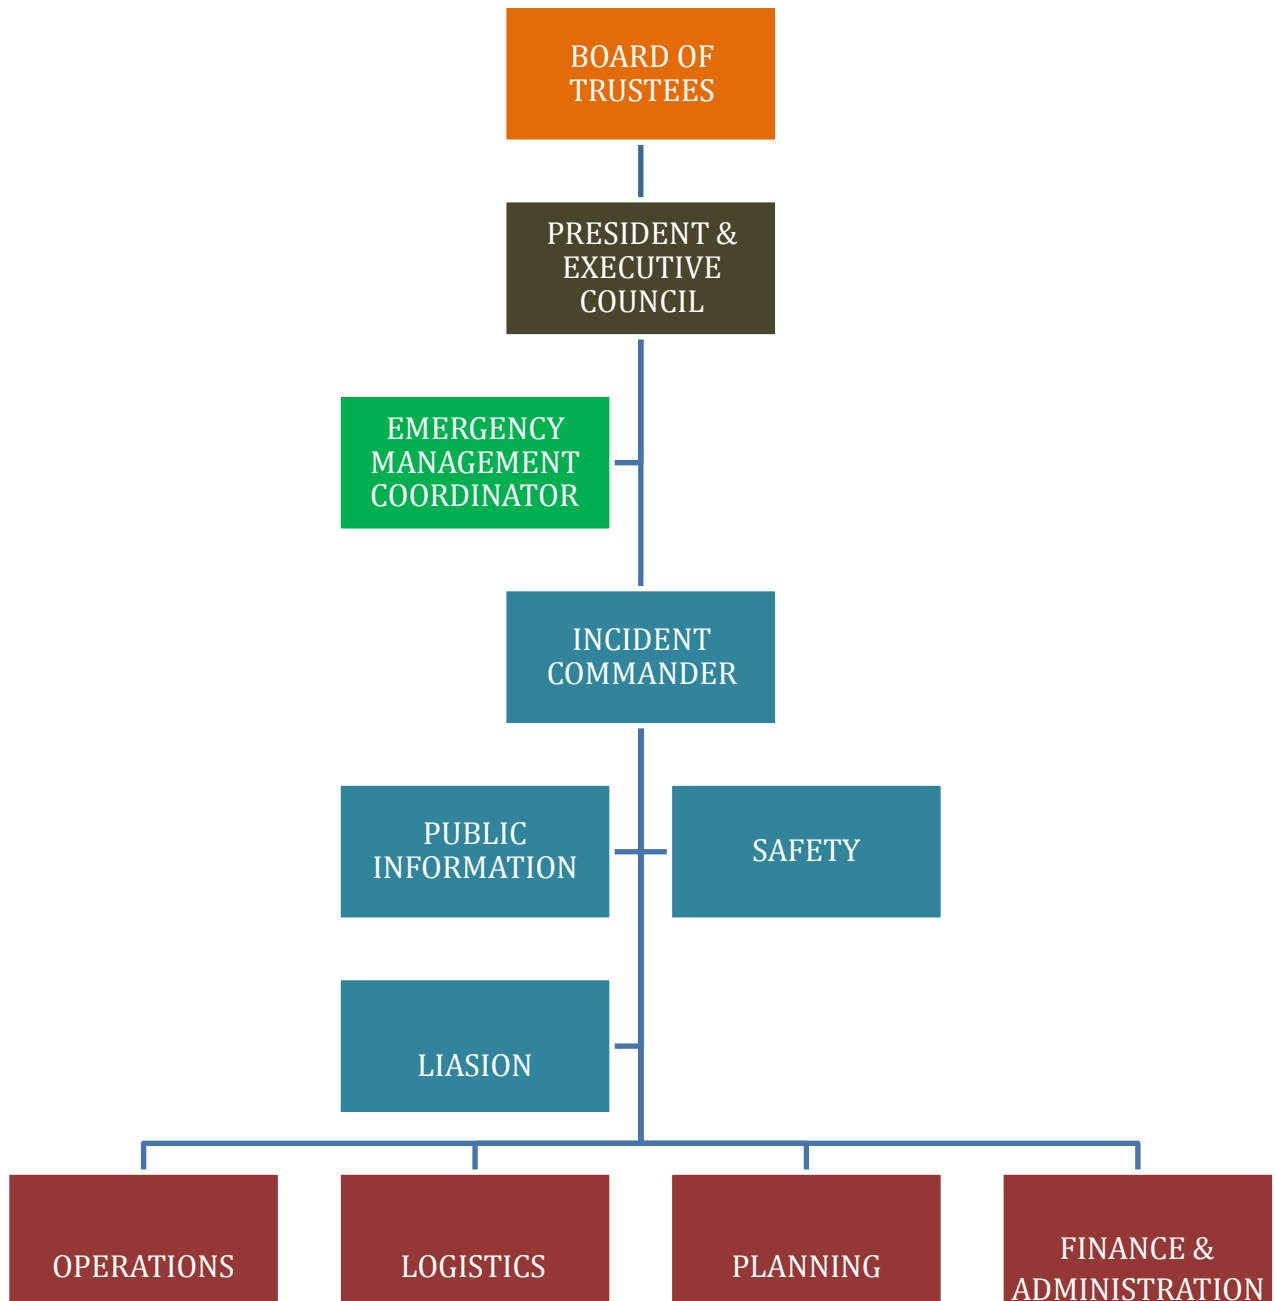 BOARD OF
TRUSTEES
PRESIDENT &
EXECUTIVE
COUNCIL
EMERGENCY
MANAGEMENT
COORDINATOR
INCIDENT
COMMANDER
PUBLIC
INFORMATION
SAFETY
LIASION
OPERATIONS
LOGISTICS
PLANNING
FINANCE &
ADMINISTRATION